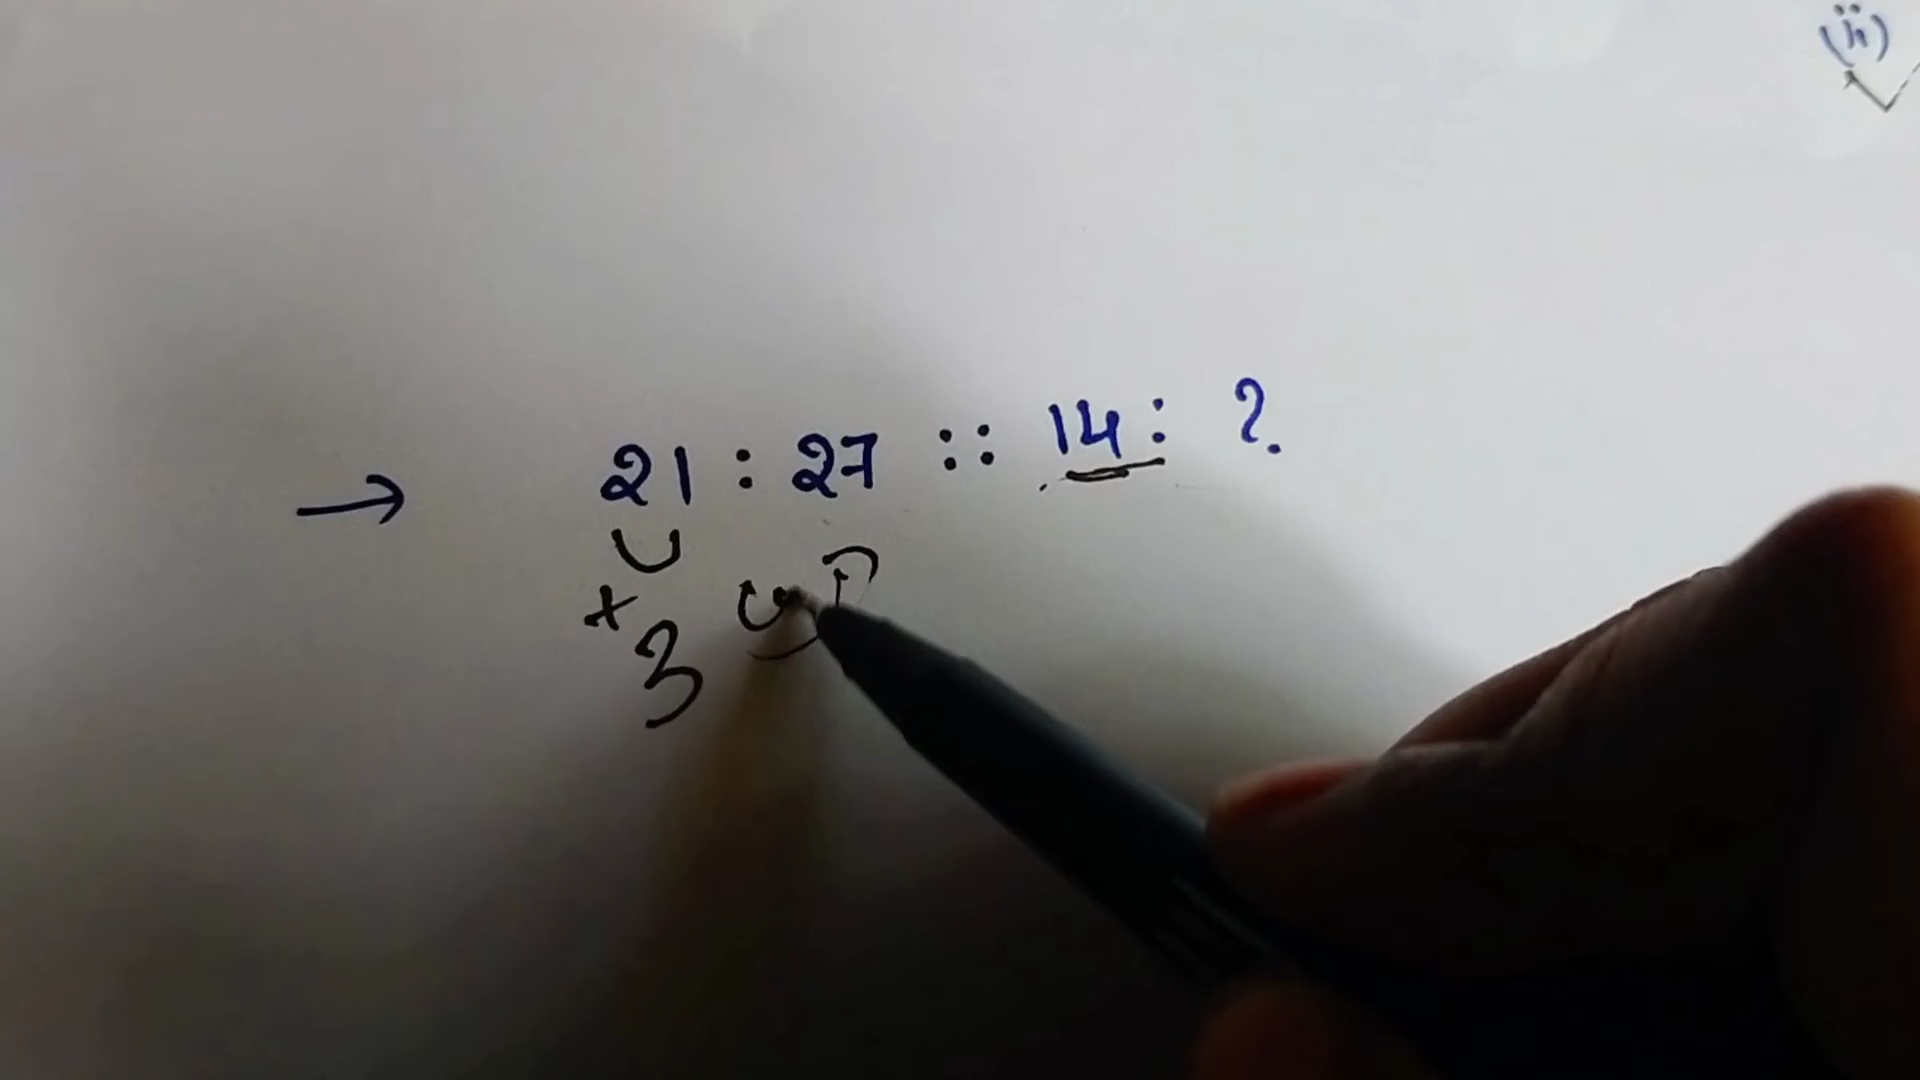 (ii)
→ 21 : 27 :: 14 : ?
+
3